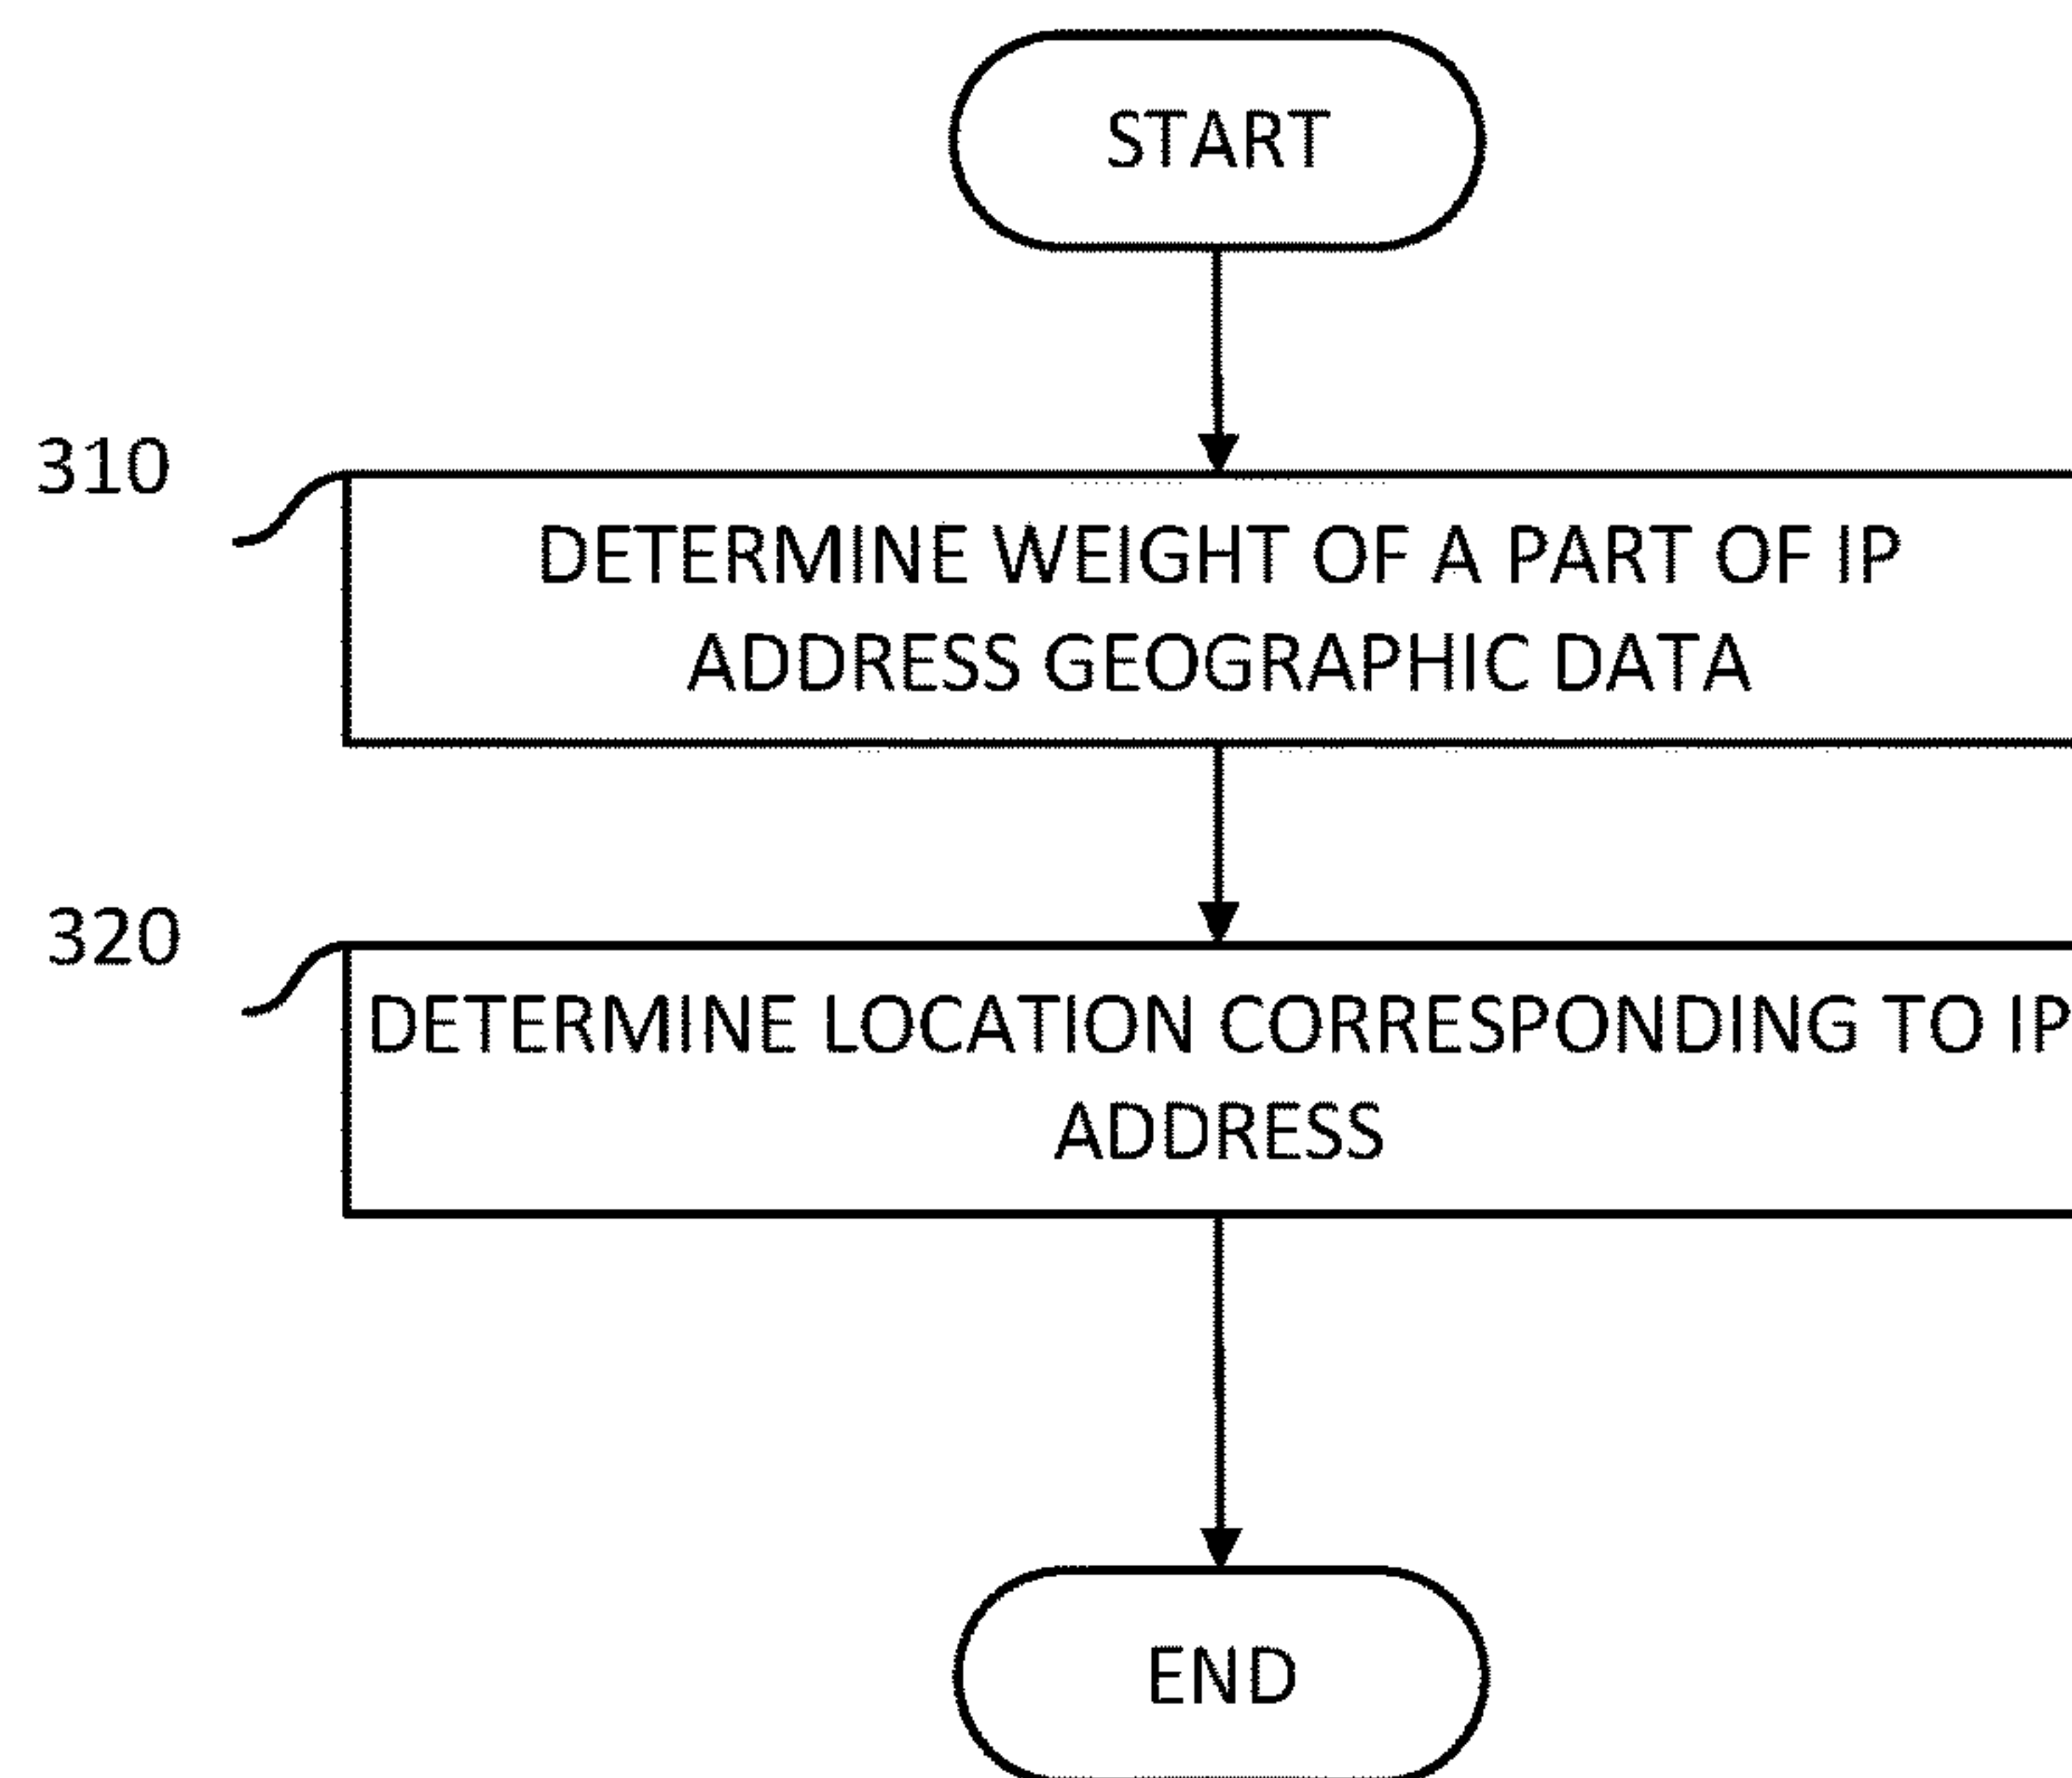 START
310
DETERMINE WEIGHT OF A PART OF IP
ADDRESS GEOGRAPHIC DATA
320
DETERMINE LOCATION CORRESPONDING TO IP
ADDRESS
END